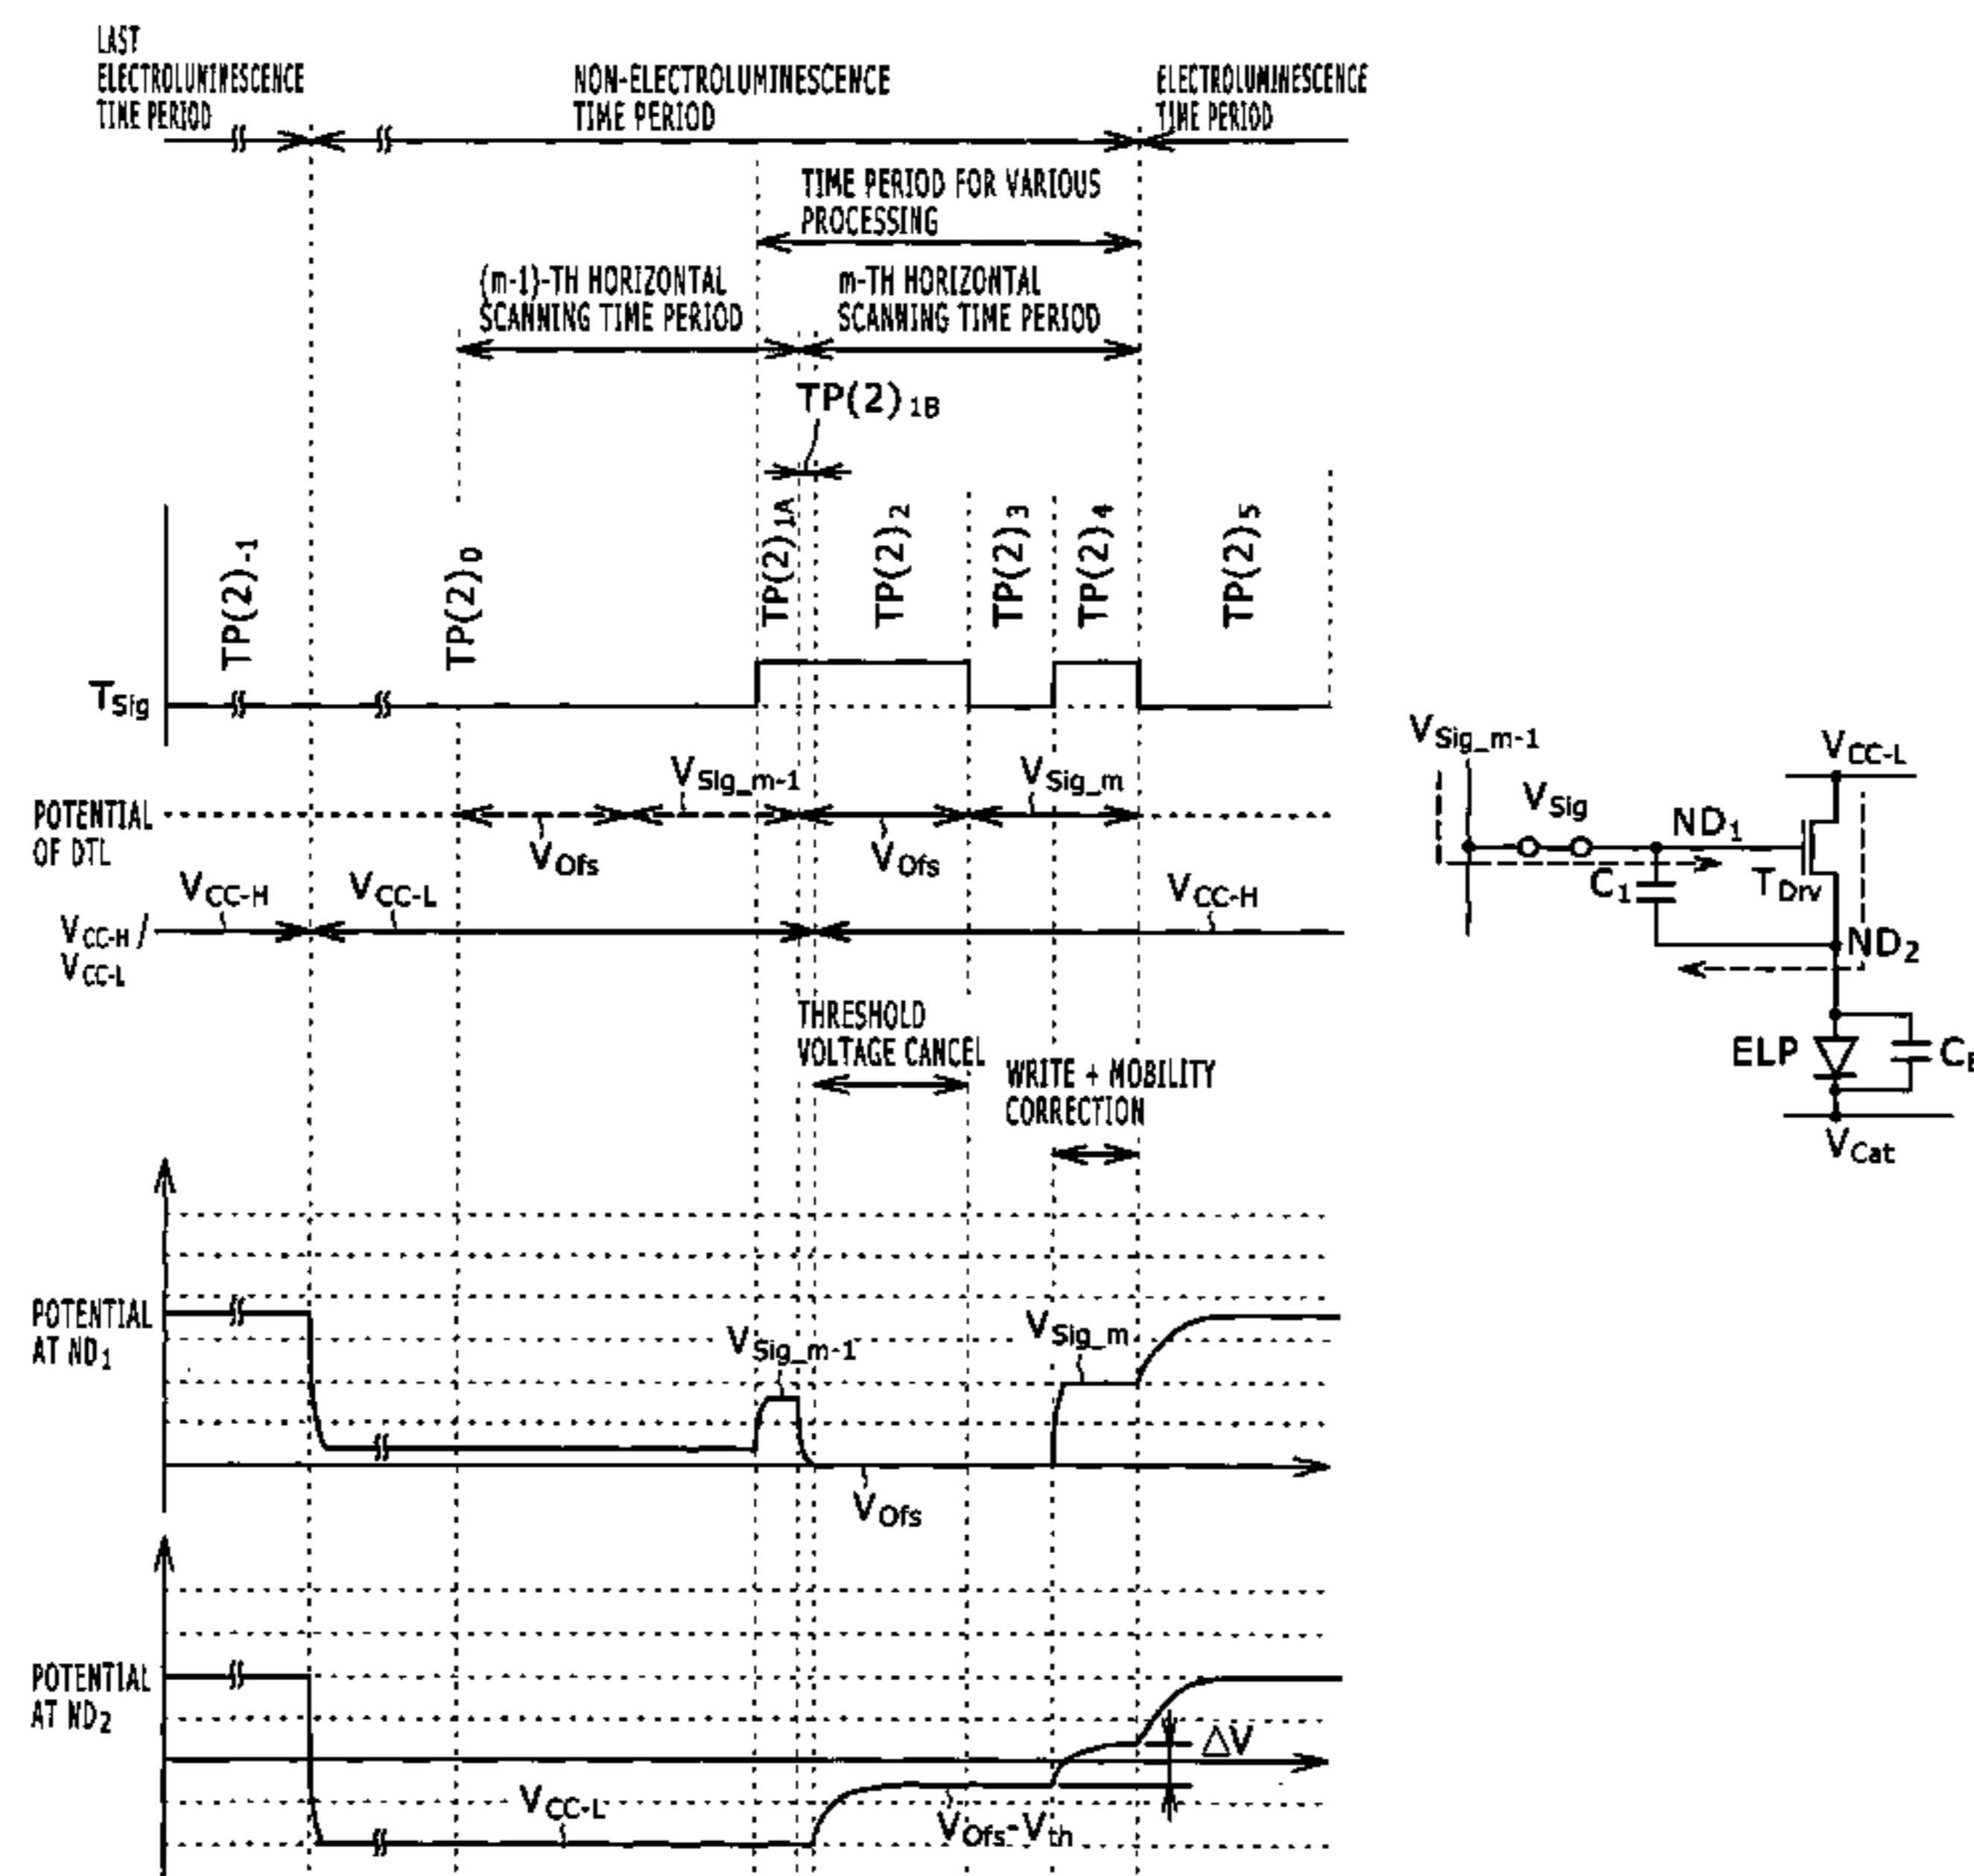 LAST
ELECTROLUMINESCENCE
TIME PERIOD
NON-ELECTROLUMINESCENCE
TIME PERIOD
ELECTROLUMINESCENCE
TIME PERIOD
TIME PERIOD FOR VARIOUS
PROCESSING
(m-1)-TH HORIZONTAL
SCANNING TIME PERIOD
m-TH HORIZONTAL
SCANNING TIME PERIOD
TP(2)1B
TP(2)-1
TP(2)0
TP(2)1A
TP(2)2
TP(2)3
TP(2)4
TP(2)5
TSig
POTENTIAL
OF DTL
VOfs
VSig_m-1
VOfs
VSig_m
VCC-H /
VCC-L
VCC-H
VCC-L
VCC-H
THRESHOLD
VOLTAGE CANCEL
WRITE + MOBILITY
CORRECTION
POTENTIAL
AT ND1
VSig_m-1
VSig_m
VOfs
POTENTIAL
AT ND2
VCC-L
VOfs-Vth
△V
VSig_m-1
VCC-L
VSig
ND1
C1
TDrv
ND2
ELP
VCat